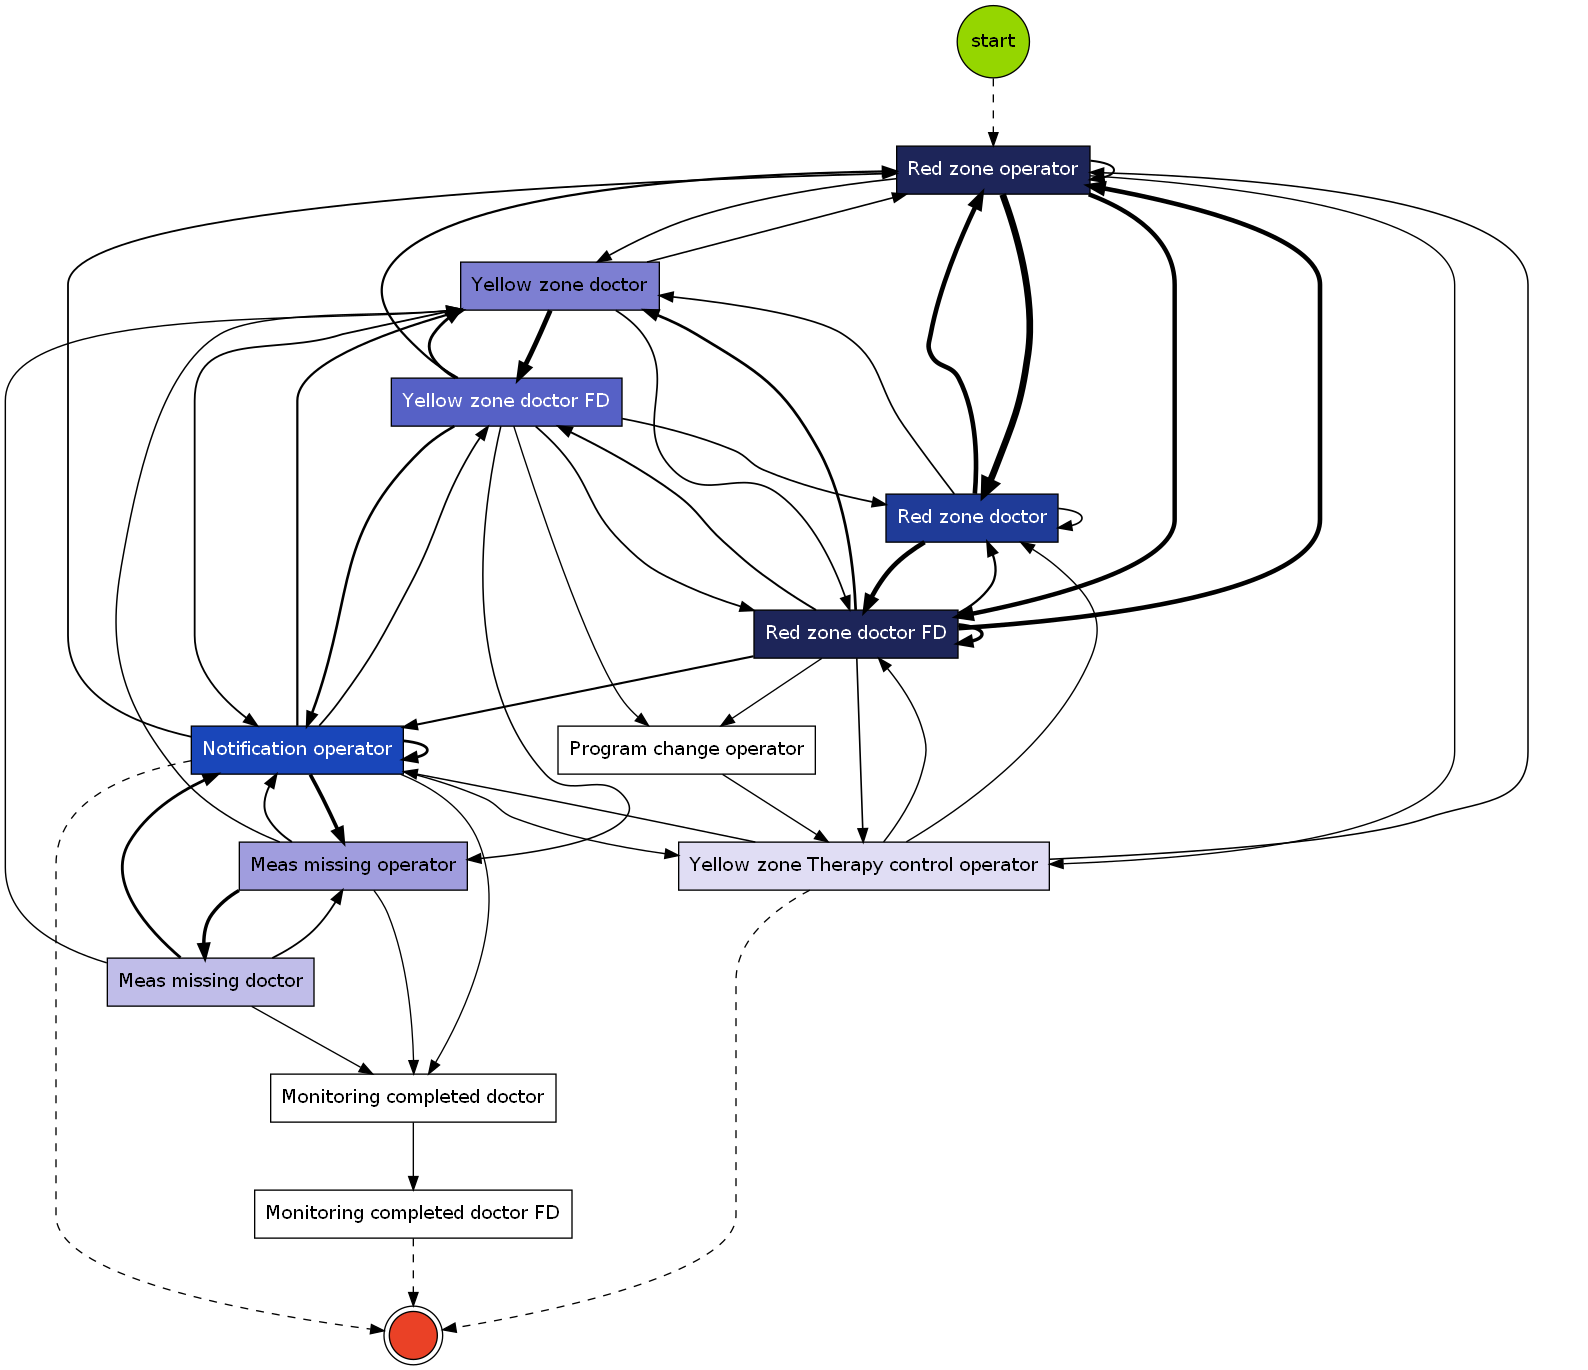 start
Red zone operator
Yellow zone doctor
Yellow zone doctor FD
Red zone doctor
Red zone doctor FD
Notification operator
Program change operator
Meas missing operator
Yellow zone Therapy control operator
Meas missing doctor
Monitoring completed doctor
Monitoring completed doctor FD